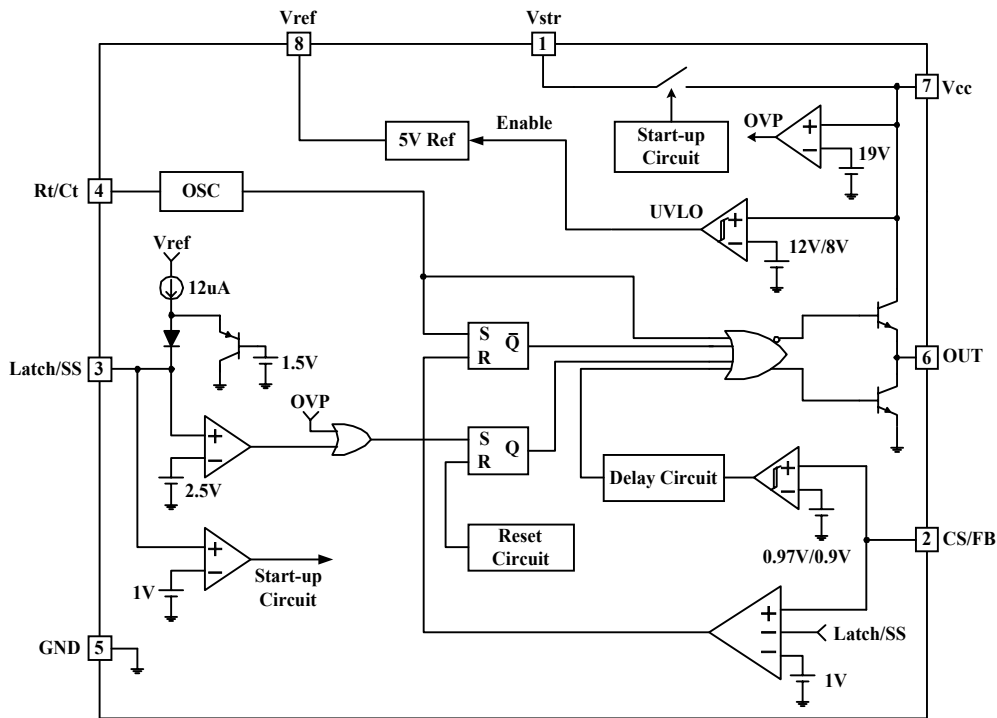 Vref
Vstr
8
1
7
Vcc
OVP
+
−
19V
Enable
5V Ref
Start-up
Circuit
Rt/Ct
4
OSC
UVLO
+
−
12V/8V
Vref
12uA
1.5V
S
R
Q̅
Latch/SS
3
6
OUT
OVP
+
−
2.5V
S
R
Q
Delay Circuit
+
−
0.97V/0.9V
2
CS/FB
Reset
Circuit
+
−
1V
Start-up
Circuit
+
−
−
Latch/SS
1V
GND
5